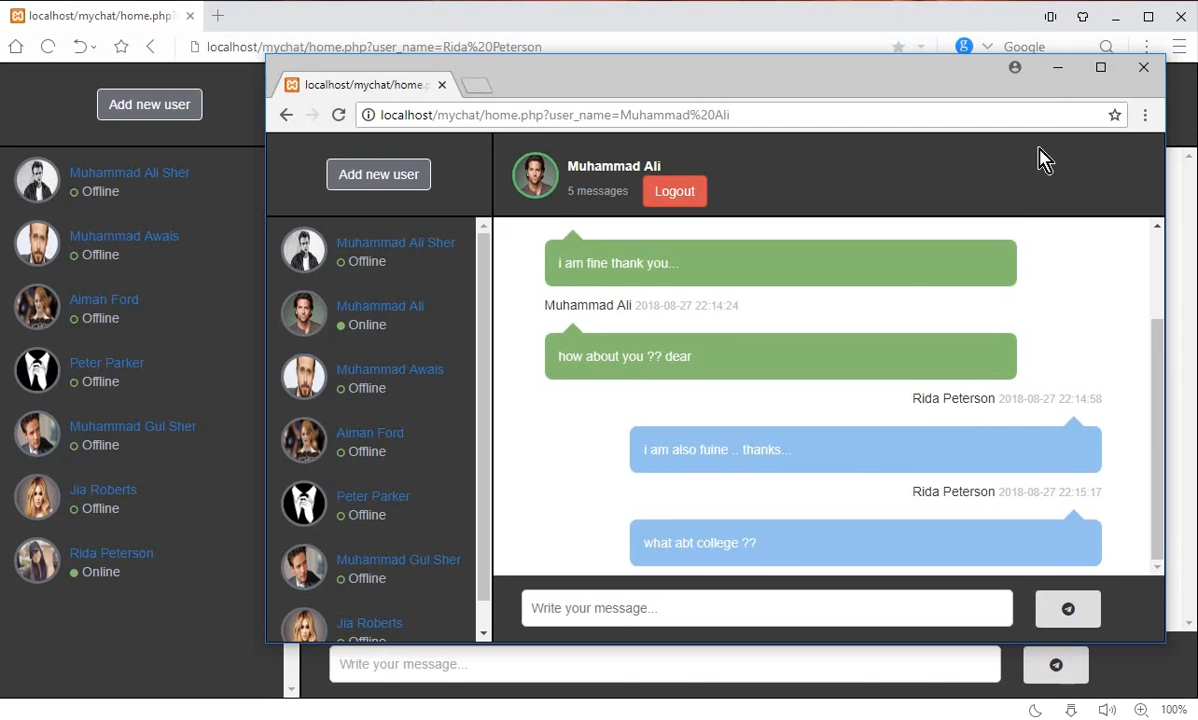 localhost/mychat/home.php?
localhost/mychat/home.php?user_name=Rida%20Peterson
Google
Add new user
Muhammad Ali Sher
Offline
Muhammad Awais
Offline
Aiman Ford
Offline
Peter Parker
Offline
Muhammad Gul Sher
Offline
Jia Roberts
Offline
Rida Peterson
Online
localhost/mychat/home.p
localhost/mychat/home.php?user_name=Muhammad%20Ali
Add new user
Muhammad Ali
5 messages
Logout
Muhammad Ali Sher
Offline
Muhammad Ali
Online
Muhammad Awais
Offline
Aiman Ford
Offline
Peter Parker
Offline
Muhammad Gul Sher
Offline
Jia Roberts
Offline
i am fine thank you...
Muhammad Ali 2018-08-27 22:14:24
how about you ?? dear
Rida Peterson 2018-08-27 22:14:58
i am also fuine .. thanks...
Rida Peterson 2018-08-27 22:15:17
what abt college ??
Write your message...
Write your message...
100%